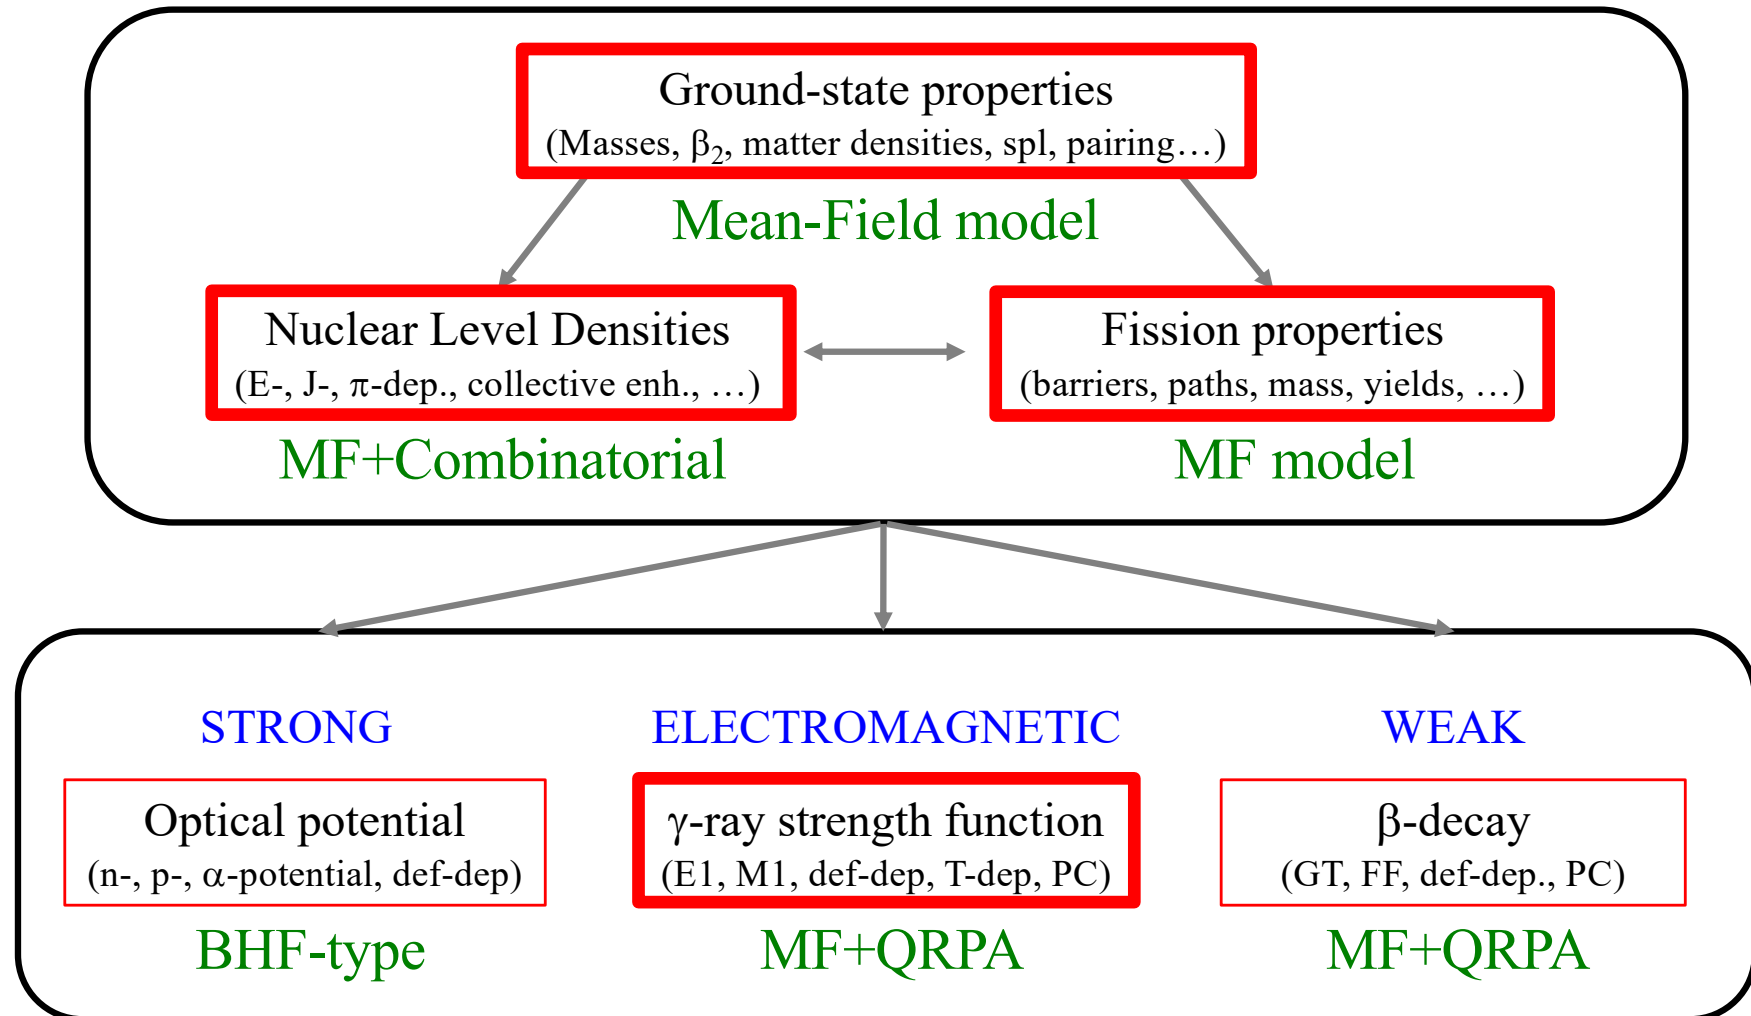 Ground-state properties
(Masses, β₂, matter densities, spl, pairing…)
Mean-Field model
Nuclear Level Densities
(E-, J-, π-dep., collective enh., …)
MF+Combinatorial
Fission properties
(barriers, paths, mass, yields, …)
MF model
STRONG
Optical potential
(n-, p-, α-potential, def-dep)
BHF-type
ELECTROMAGNETIC
γ-ray strength function
(E1, M1, def-dep, T-dep, PC)
MF+QRPA
WEAK
β-decay
(GT, FF, def-dep., PC)
MF+QRPA